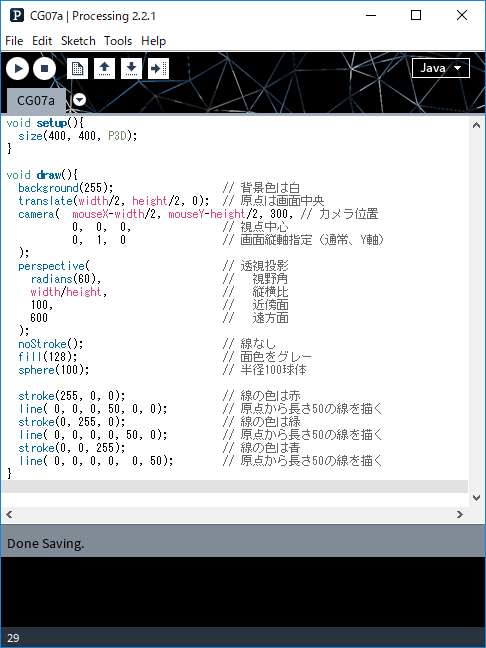 CG07a | Processing 2.2.1
File Edit Sketch Tools Help
Java
CG07a
void setup(){
  size(400, 400, P3D);
}

void draw(){
  background(255);                // 背景色は白
  translate(width/2, height/2, 0);  // 原点は画面中央
  camera(  mouseX-width/2, mouseY-height/2, 300, // カメラ位置
           0,  0,  0,             // 視点中心
           0,  1,  0              // 画面縦軸指定（通常、Y軸）
  );
  perspective(                    // 透視投影
    radians(60),                  //   視野角
    width/height,                 //   縦横比
    100,                          //   近傍面
    600                           //   遠方面
  );
  noStroke();                     // 線なし
  fill(128);                      // 面色をグレー
  sphere(100);                    // 半径100球体

  stroke(255, 0, 0);              // 線の色は赤
  line( 0, 0, 0, 50, 0, 0);       // 原点から長さ50の線を描く
  stroke(0, 255, 0);              // 線の色は緑
  line( 0, 0, 0, 0, 50, 0);       // 原点から長さ50の線を描く
  stroke(0, 0, 255);              // 線の色は青
  line( 0, 0, 0, 0,  0, 50);      // 原点から長さ50の線を描く
}
Done Saving.
29